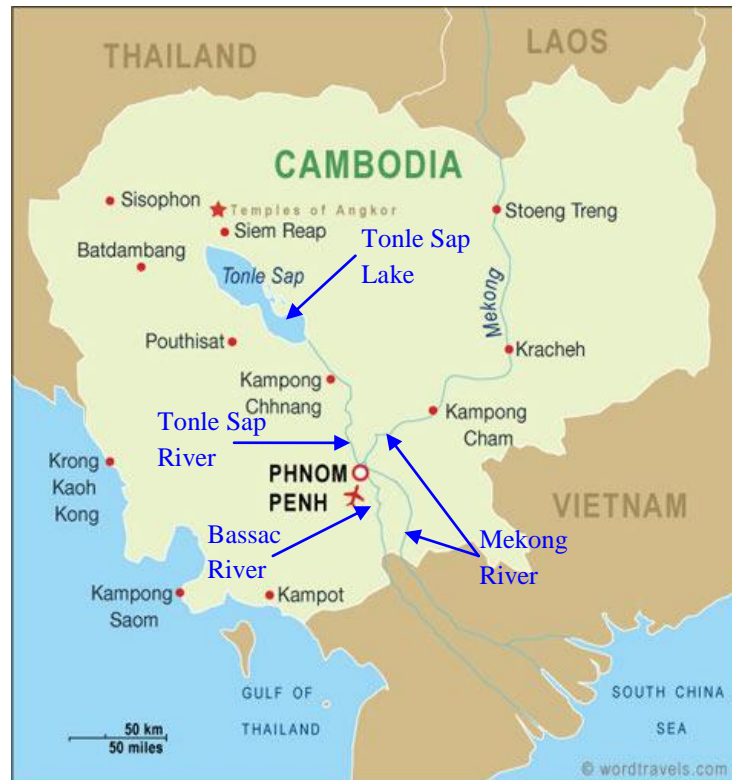 THAILAND
LAOS
CAMBODIA
Sisophon
Temples of Angkor
Stoeng Treng
Siem Reap
Batdambang
Tonle Sap
Tonle Sap
Lake
Mekong
Pouthisat
Kracheh
Kampong
Chhnang
Kampong
Cham
Tonle Sap
River
Krong
Kaoh
Kong
PHNOM
PENH
VIETNAM
Bassac
River
Mekong
River
Kampong
Saom
Kampot
GULF OF
THAILAND
SOUTH CHINA
SEA
50 km
50 miles
© wordtravels.com